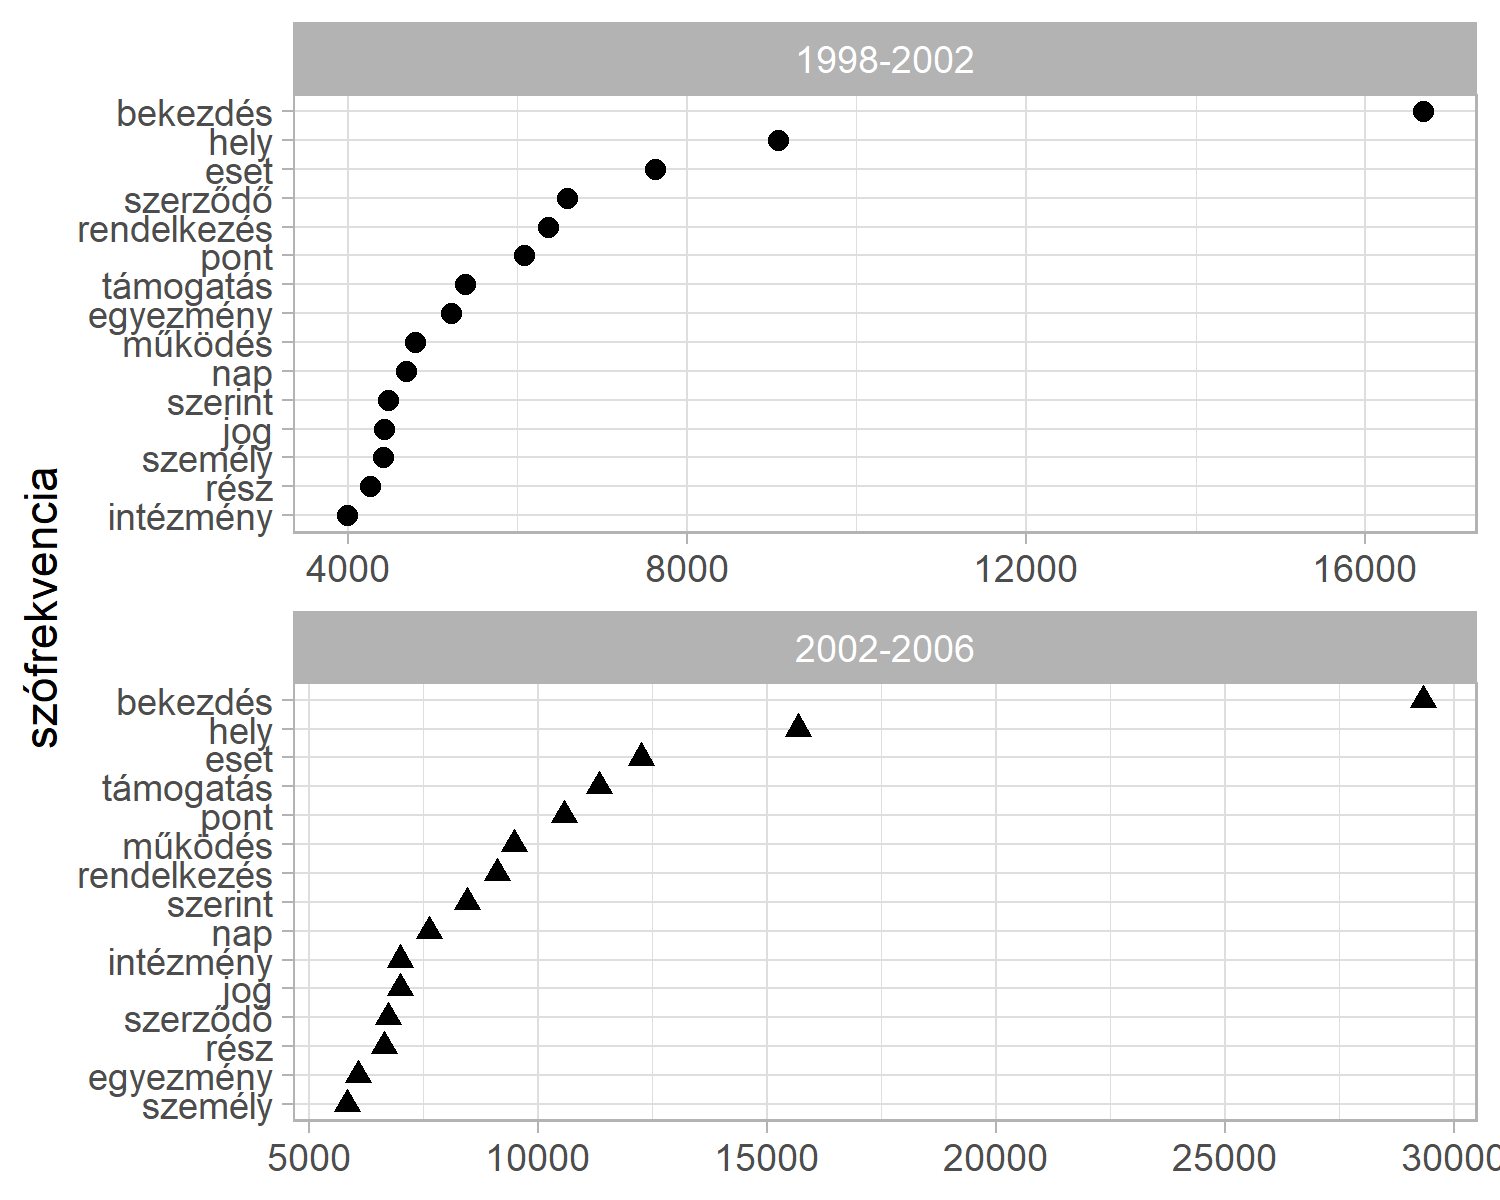 szófrekvencia
1998-2002
bekezdés
hely
eset
szerződő
rendelkezés
pont
támogatás
egyezmény
működés
nap
szerint
jog
személy
rész
intézmény
4000 8000 12000 16000
2002-2006
bekezdés
hely
eset
támogatás
pont
működés
rendelkezés
szerint
nap
intézmény
jog
szerződő
rész
egyezmény
személy
5000 10000 15000 20000 25000 30000